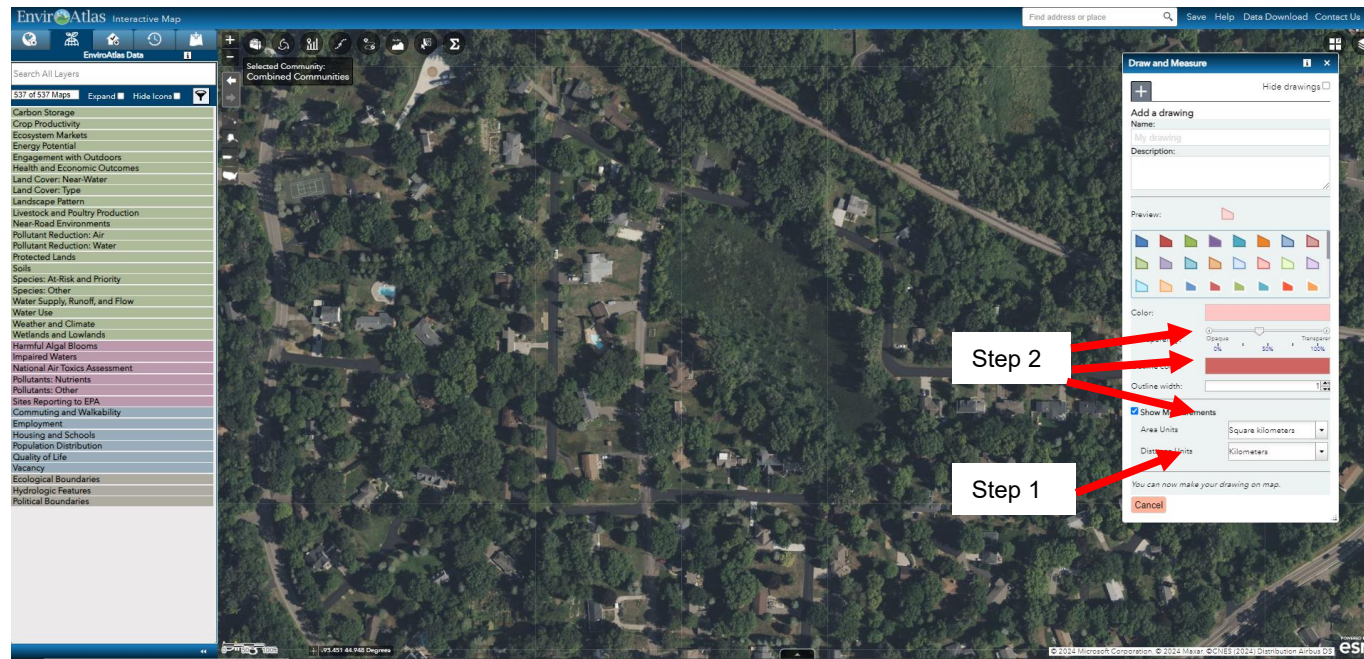 EnviroAtlas Interactive Map
Find address or place
Save Help Data Download Contact Us
EnviroAtlas Data
Search All Layers
537 of 537 Maps Expand Hide Icons
Carbon Storage
Crop Productivity
Ecosystem Markets
Energy Potential
Engagement with Outdoors
Health and Economic Outcomes
Land Cover: Near-Water
Land Cover: Type
Landscape Pattern
Livestock and Poultry Production
Near-Road Environments
Pollutant Reduction: Air
Pollutant Reduction: Water
Protected Lands
Soils
Species: At-Risk and Priority
Species: Other
Water Supply, Runoff, and Flow
Water Use
Weather and Climate
Wetlands and Lowlands
Harmful Algal Blooms
Impaired Waters
National Air Toxics Assessment
Pollutants: Nutrients
Pollutants: Other
Sites Reporting to EPA
Commuting and Walkability
Employment
Housing and Schools
Population Distribution
Quality of Life
Vacancy
Ecological Boundaries
Hydrologic Features
Political Boundaries
Selected Community:
Combined Communities
Draw and Measure
Hide drawings
Add a drawing
Name:
My drawing
Description:
Preview:
Color:
Opaque Transparer
0% 50% 100%
Outline width: 1
Show Measurements
Area Units Square kilometers
Distance Units Kilometers
You can now make your drawing on map.
Cancel
Step 2
Step 1
-93.451 44.948 Degrees
© 2024 Microsoft Corporation, © 2024 Maxar, ©CNES (2024) Distribution Airbus DS
POWERED BY
esri